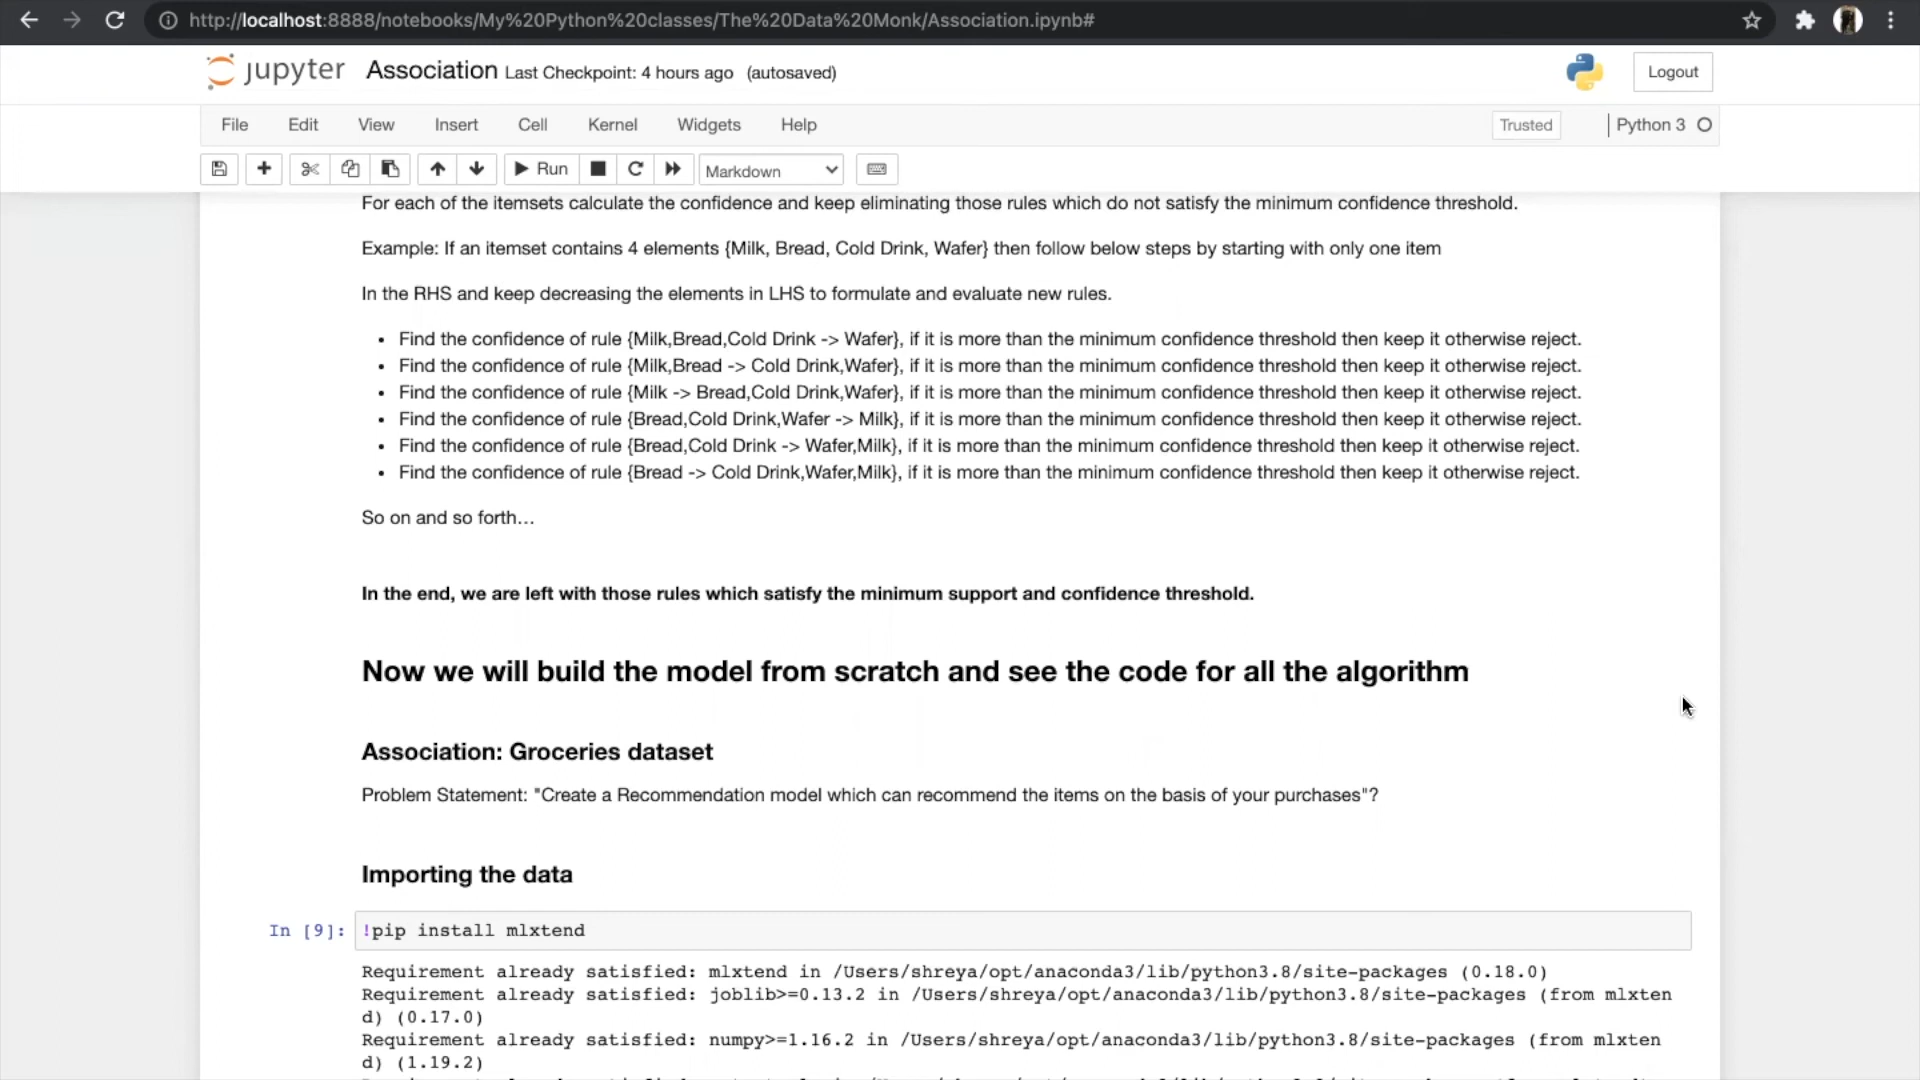 http://localhost:8888/notebooks/My%20Python%20classes/The%20Data%20Monk/Association.ipynb#
jupyter Association Last Checkpoint: 4 hours ago (autosaved)
Logout
File Edit View Insert Cell Kernel Widgets Help
Trusted
Python 3
Run
Markdown
For each of the itemsets calculate the confidence and keep eliminating those rules which do not satisfy the minimum confidence threshold.
Example: If an itemset contains 4 elements {Milk, Bread, Cold Drink, Wafer} then follow below steps by starting with only one item
In the RHS and keep decreasing the elements in LHS to formulate and evaluate new rules.
• Find the confidence of rule {Milk,Bread,Cold Drink -> Wafer}, if it is more than the minimum confidence threshold then keep it otherwise reject.
• Find the confidence of rule {Milk,Bread -> Cold Drink,Wafer}, if it is more than the minimum confidence threshold then keep it otherwise reject.
• Find the confidence of rule {Milk -> Bread,Cold Drink,Wafer}, if it is more than the minimum confidence threshold then keep it otherwise reject.
• Find the confidence of rule {Bread,Cold Drink,Wafer -> Milk}, if it is more than the minimum confidence threshold then keep it otherwise reject.
• Find the confidence of rule {Bread,Cold Drink -> Wafer,Milk}, if it is more than the minimum confidence threshold then keep it otherwise reject.
• Find the confidence of rule {Bread -> Cold Drink,Wafer,Milk}, if it is more than the minimum confidence threshold then keep it otherwise reject.
So on and so forth…
In the end, we are left with those rules which satisfy the minimum support and confidence threshold.
Now we will build the model from scratch and see the code for all the algorithm
Association: Groceries dataset
Problem Statement: "Create a Recommendation model which can recommend the items on the basis of your purchases"?
Importing the data
In [9]: !pip install mlxtend
Requirement already satisfied: mlxtend in /Users/shreya/opt/anaconda3/lib/python3.8/site-packages (0.18.0)
Requirement already satisfied: joblib>=0.13.2 in /Users/shreya/opt/anaconda3/lib/python3.8/site-packages (from mlxten
d) (0.17.0)
Requirement already satisfied: numpy>=1.16.2 in /Users/shreya/opt/anaconda3/lib/python3.8/site-packages (from mlxten
d) (1.19.2)